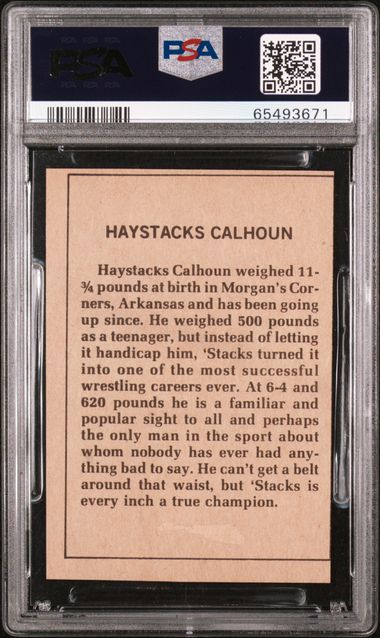 PSA
PSA
65493671
HAYSTACKS CALHOUN
Haystacks Calhoun weighed 11-
¾ pounds at birth in Morgan's Cor-
ners, Arkansas and has been going
up since. He weighed 500 pounds
as a teenager, but instead of letting
it handicap him, 'Stacks turned it
into one of the most successful
wrestling careers ever. At 6-4 and
620 pounds he is a familiar and
popular sight to all and perhaps
the only man in the sport about
whom nobody has ever had any-
thing bad to say. He can't get a belt
around that waist, but 'Stacks is
every inch a true champion.